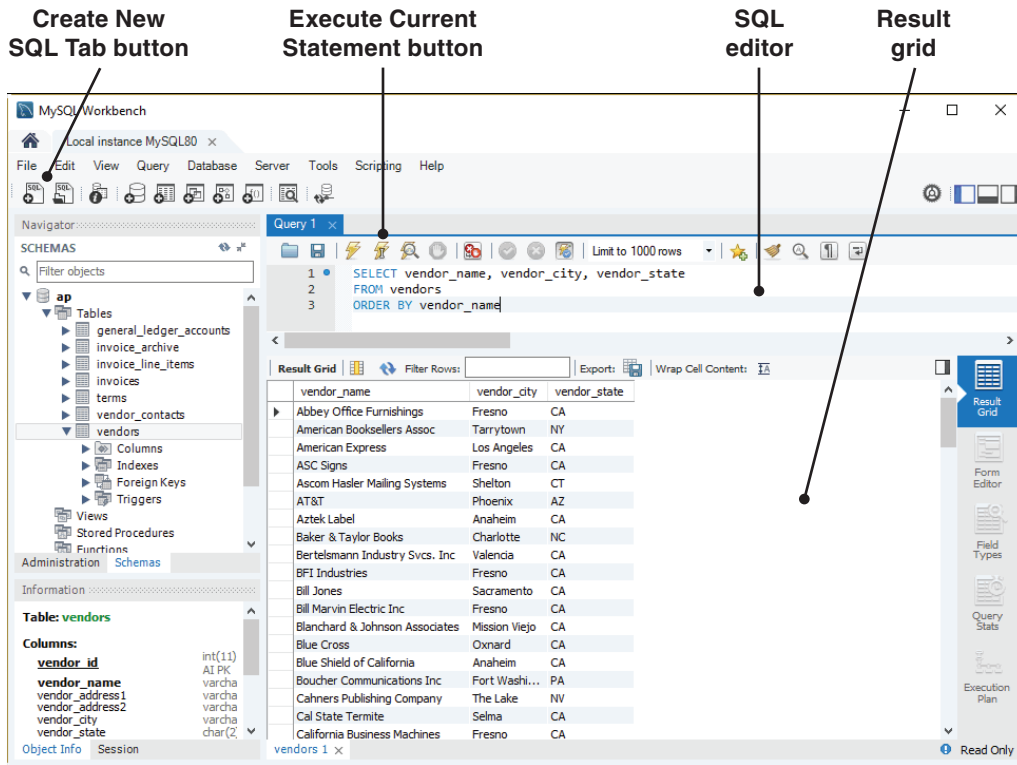 Create New
SQL Tab button
Execute Current
Statement button
SQL
editor
Result
grid
MySQL Workbench
Local instance MySQL80
File Edit View Query Database Server Tools Scripting Help
Navigator
SCHEMAS
Filter objects
ap
Tables
general_ledger_accounts
invoice_archive
invoice_line_items
invoices
terms
vendor_contacts
vendors
Columns
Indexes
Foreign Keys
Triggers
Views
Stored Procedures
Functions
Administration Schemas
Information
Table: vendors
Columns:
vendor_id int(11)
AI PK
vendor_name varcha
vendor_address1 varcha
vendor_address2 varcha
vendor_city varcha
vendor_state char(2)
Object Info Session
Query 1
Limit to 1000 rows
1 SELECT vendor_name, vendor_city, vendor_state
2 FROM vendors
3 ORDER BY vendor_name
Result Grid Filter Rows: Export: Wrap Cell Content:
vendor_name vendor_city vendor_state
Abbey Office Furnishings Fresno CA
American Booksellers Assoc Tarrytown NY
American Express Los Angeles CA
ASC Signs Fresno CA
Ascom Hasler Mailing Systems Shelton CT
AT&T Phoenix AZ
Aztek Label Anaheim CA
Baker & Taylor Books Charlotte NC
Bertelsmann Industry Svcs. Inc Valencia CA
BFI Industries Fresno CA
Bill Jones Sacramento CA
Bill Marvin Electric Inc Fresno CA
Blanchard & Johnson Associates Mission Viejo CA
Blue Cross Oxnard CA
Blue Shield of California Anaheim CA
Boucher Communications Inc Fort Washi... PA
Cahners Publishing Company The Lake NV
Cal State Termite Selma CA
California Business Machines Fresno CA
Result
Grid
Form
Editor
Field
Types
Query
Stats
Execution
Plan
vendors 1
Read Only